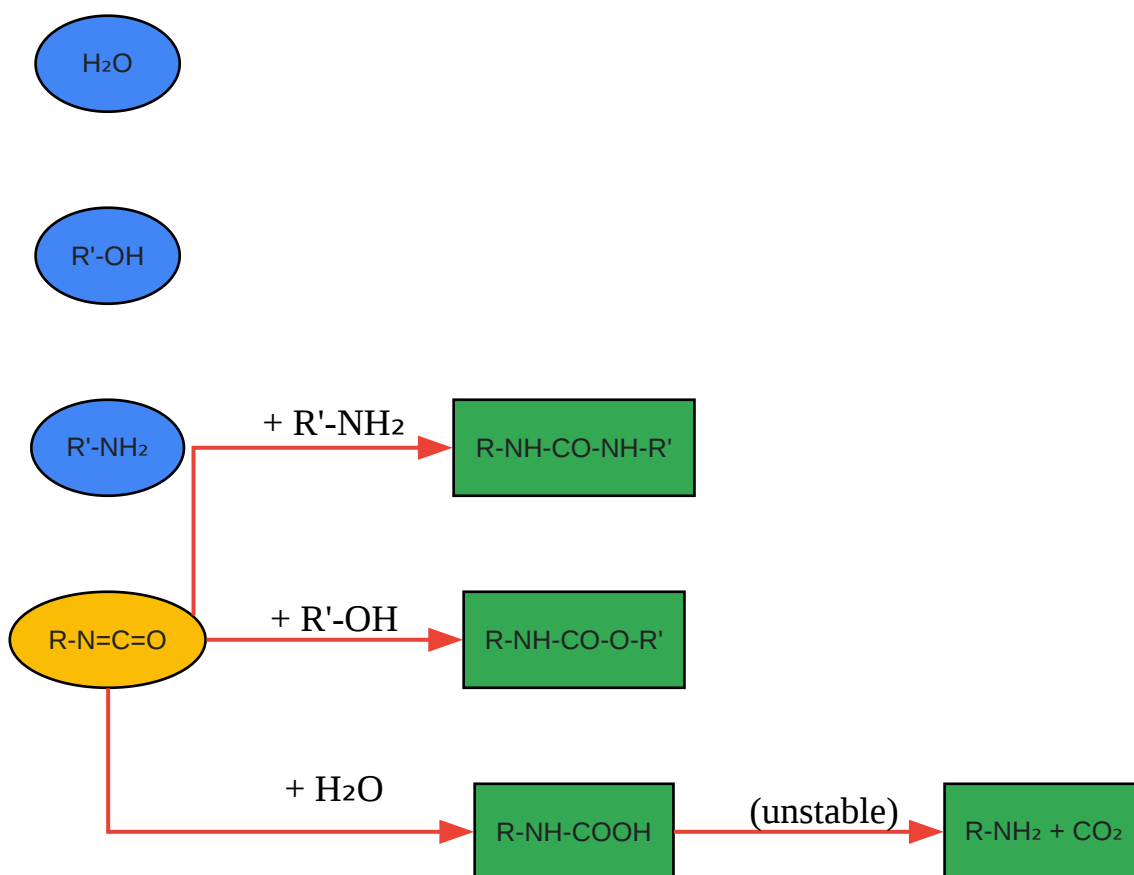 H₂O
R'-OH
R'-NH₂
+ R'-NH₂
R-NH-CO-NH-R'
R-N=C=O
+ R'-OH
R-NH-CO-O-R'
+ H₂O
R-NH-COOH
(unstable)
R-NH₂ + CO₂